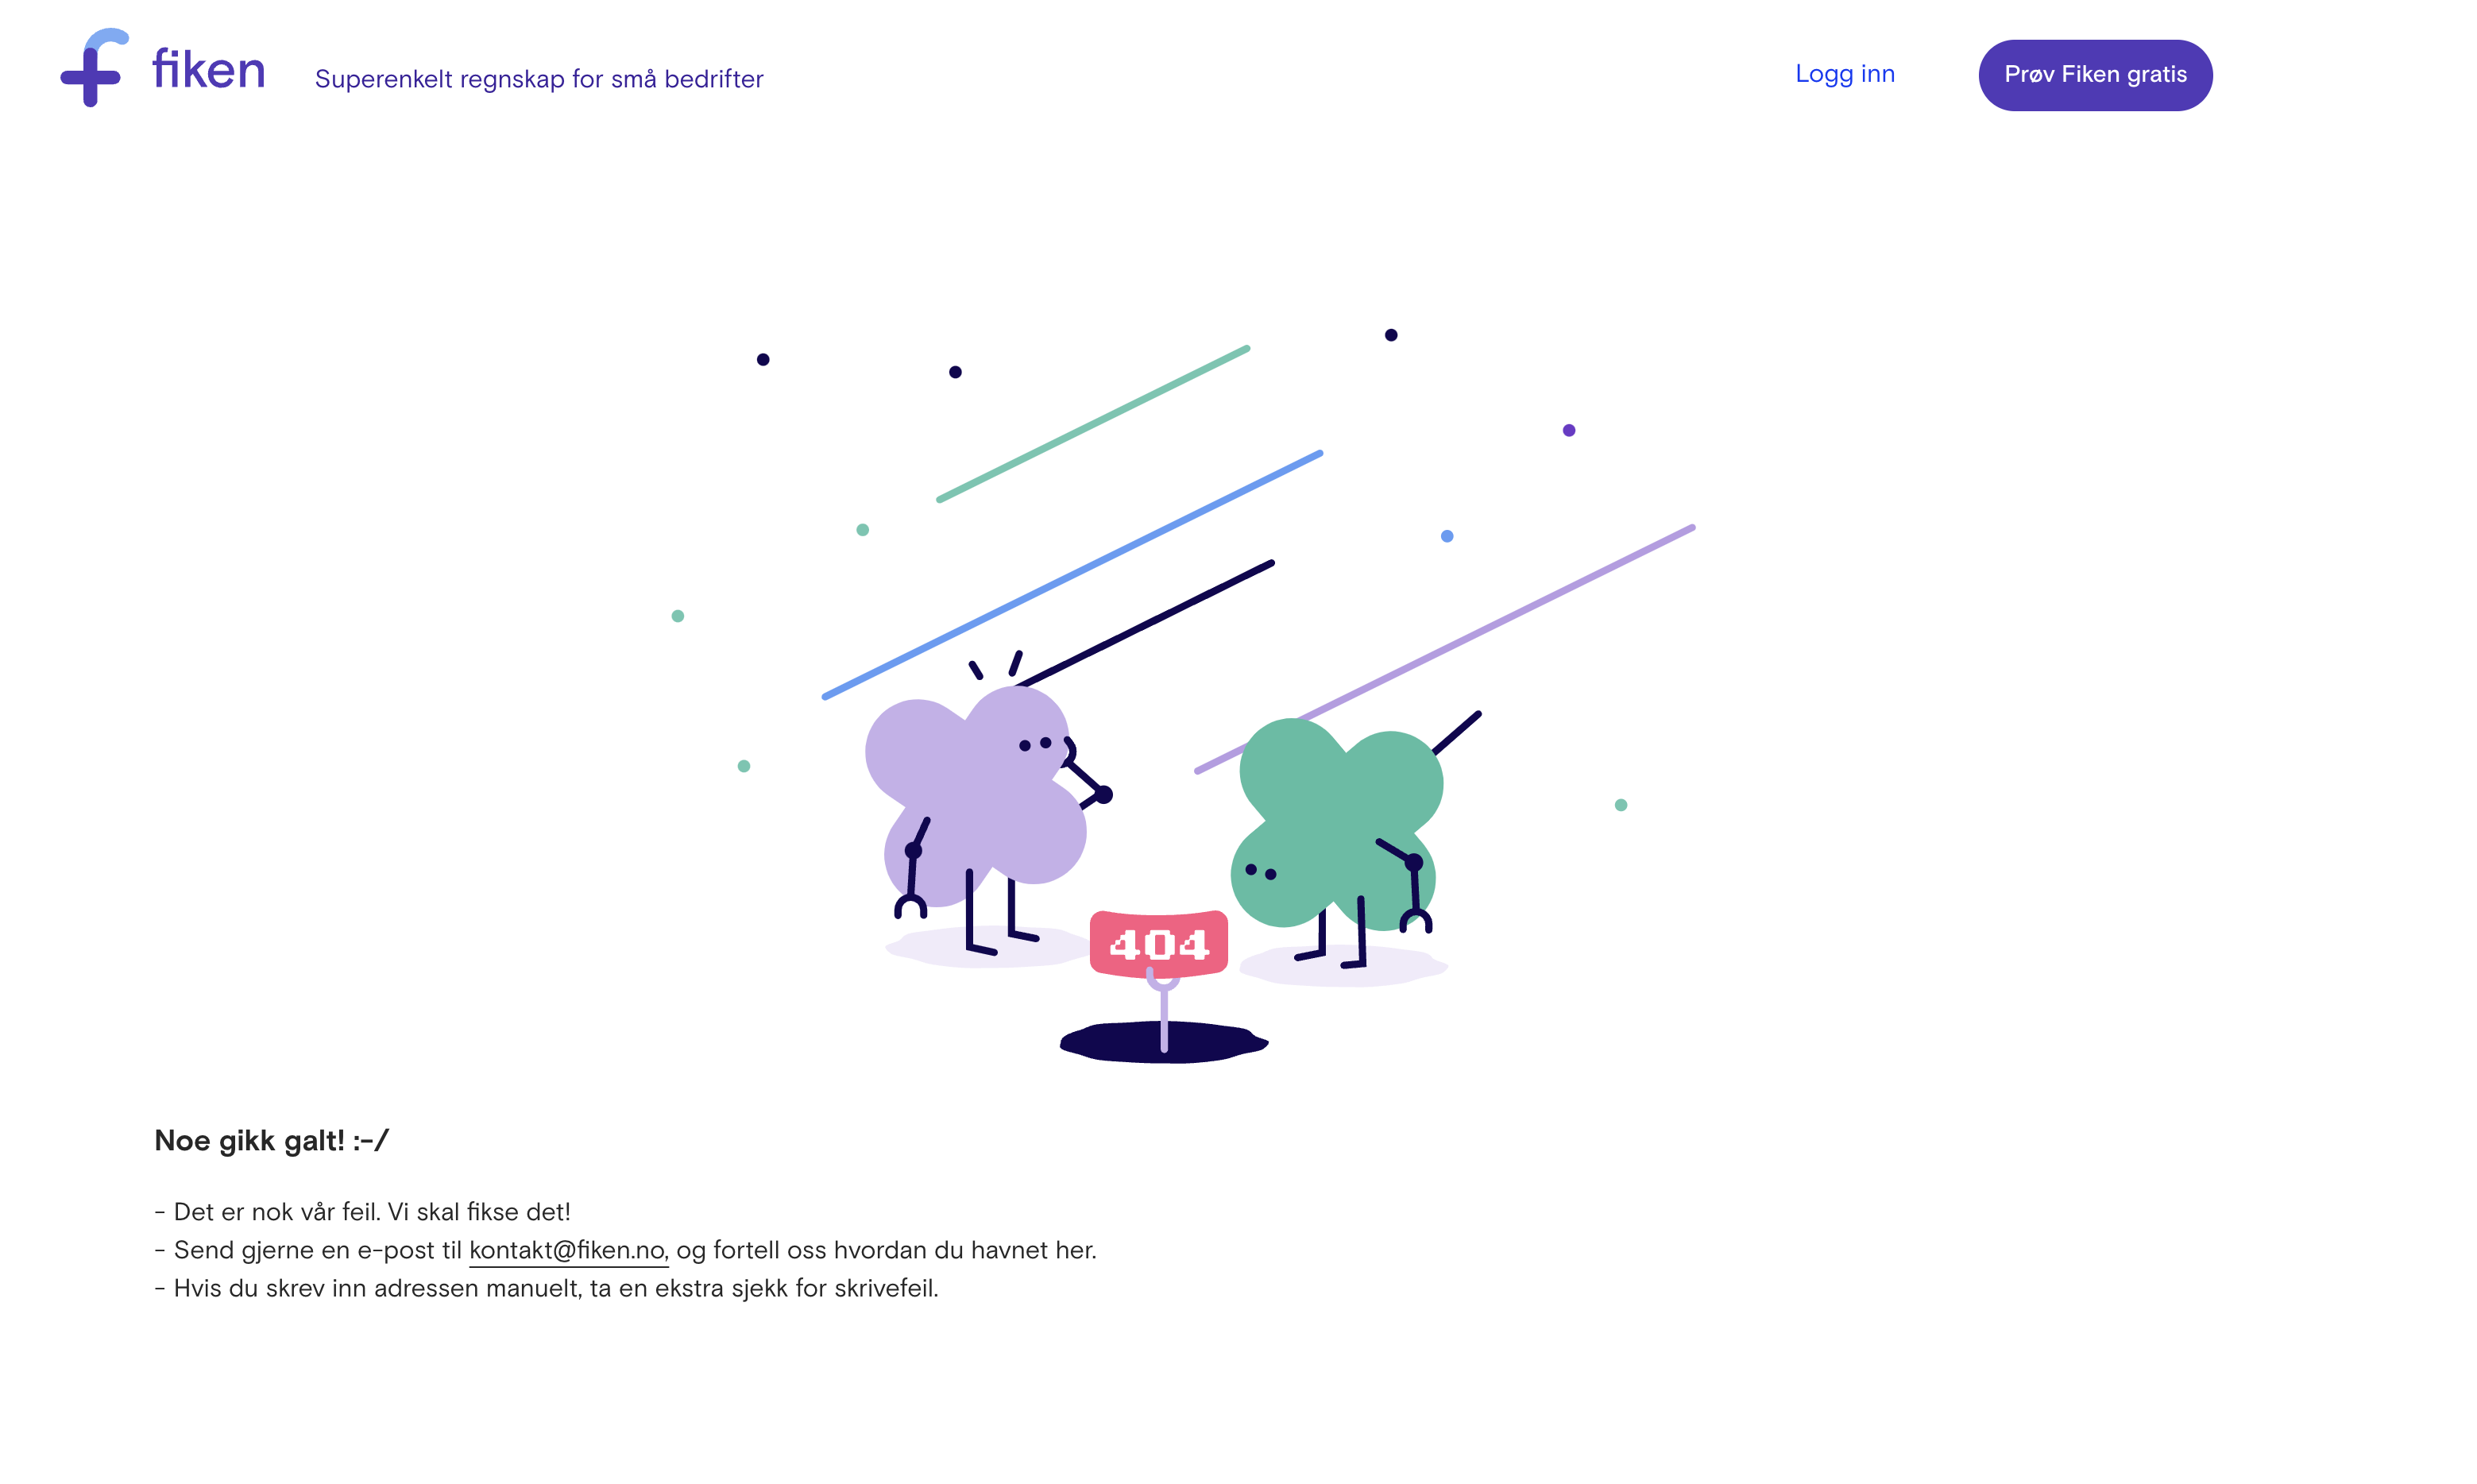 fiken
Superenkelt regnskap for små bedrifter
Logg inn
Prøv Fiken gratis
404
Noe gikk galt! :-/
- Det er nok vår feil. Vi skal fikse det!
- Send gjerne en e-post til kontakt@fiken.no, og fortell oss hvordan du havnet her.
- Hvis du skrev inn adressen manuelt, ta en ekstra sjekk for skrivefeil.